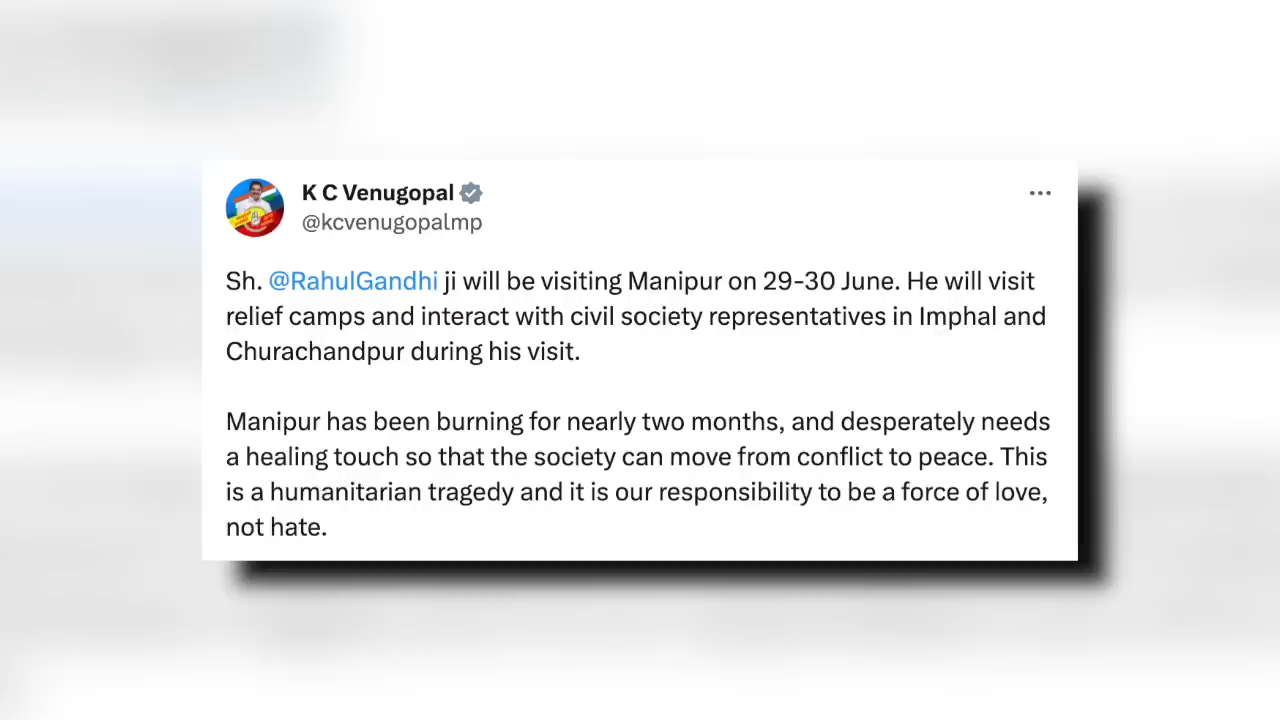 K C Venugopal
@kcvenugopalmp
Sh. @RahulGandhi ji will be visiting Manipur on 29-30 June. He will visit
relief camps and interact with civil society representatives in Imphal and
Churachandpur during his visit.
Manipur has been burning for nearly two months, and desperately needs
a healing touch so that the society can move from conflict to peace. This
is a humanitarian tragedy and it is our responsibility to be a force of love,
not hate.